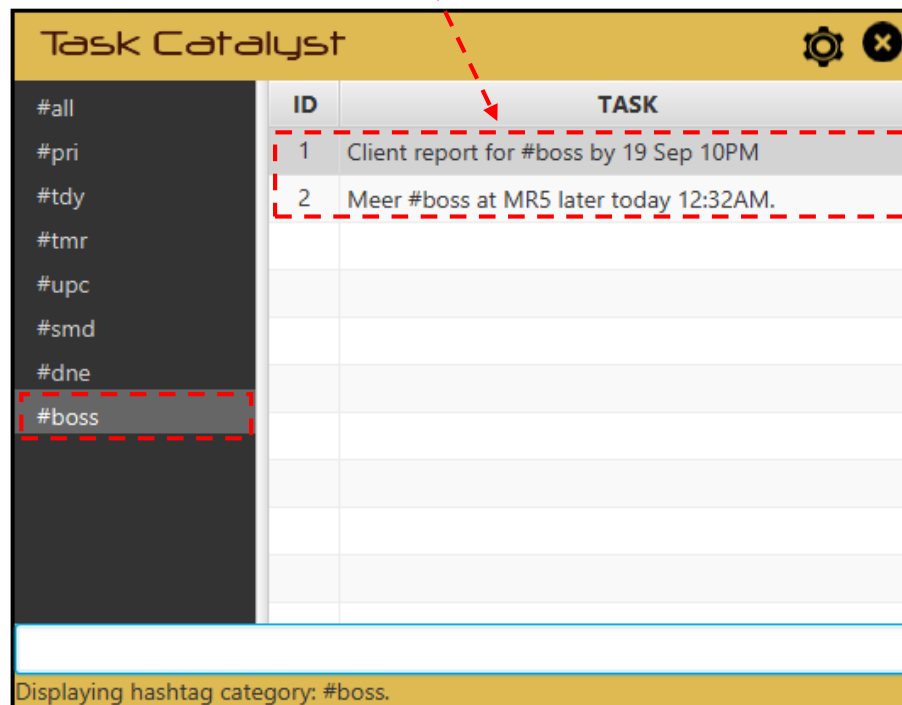 Task Catalyst
#all
#pri
#tdy
#tmr
#upc
#smd
#dne
#boss
ID TASK
1 Client report for #boss by 19 Sep 10PM
2 Meer #boss at MR5 later today 12:32AM.
Displaying hashtag category: #boss.